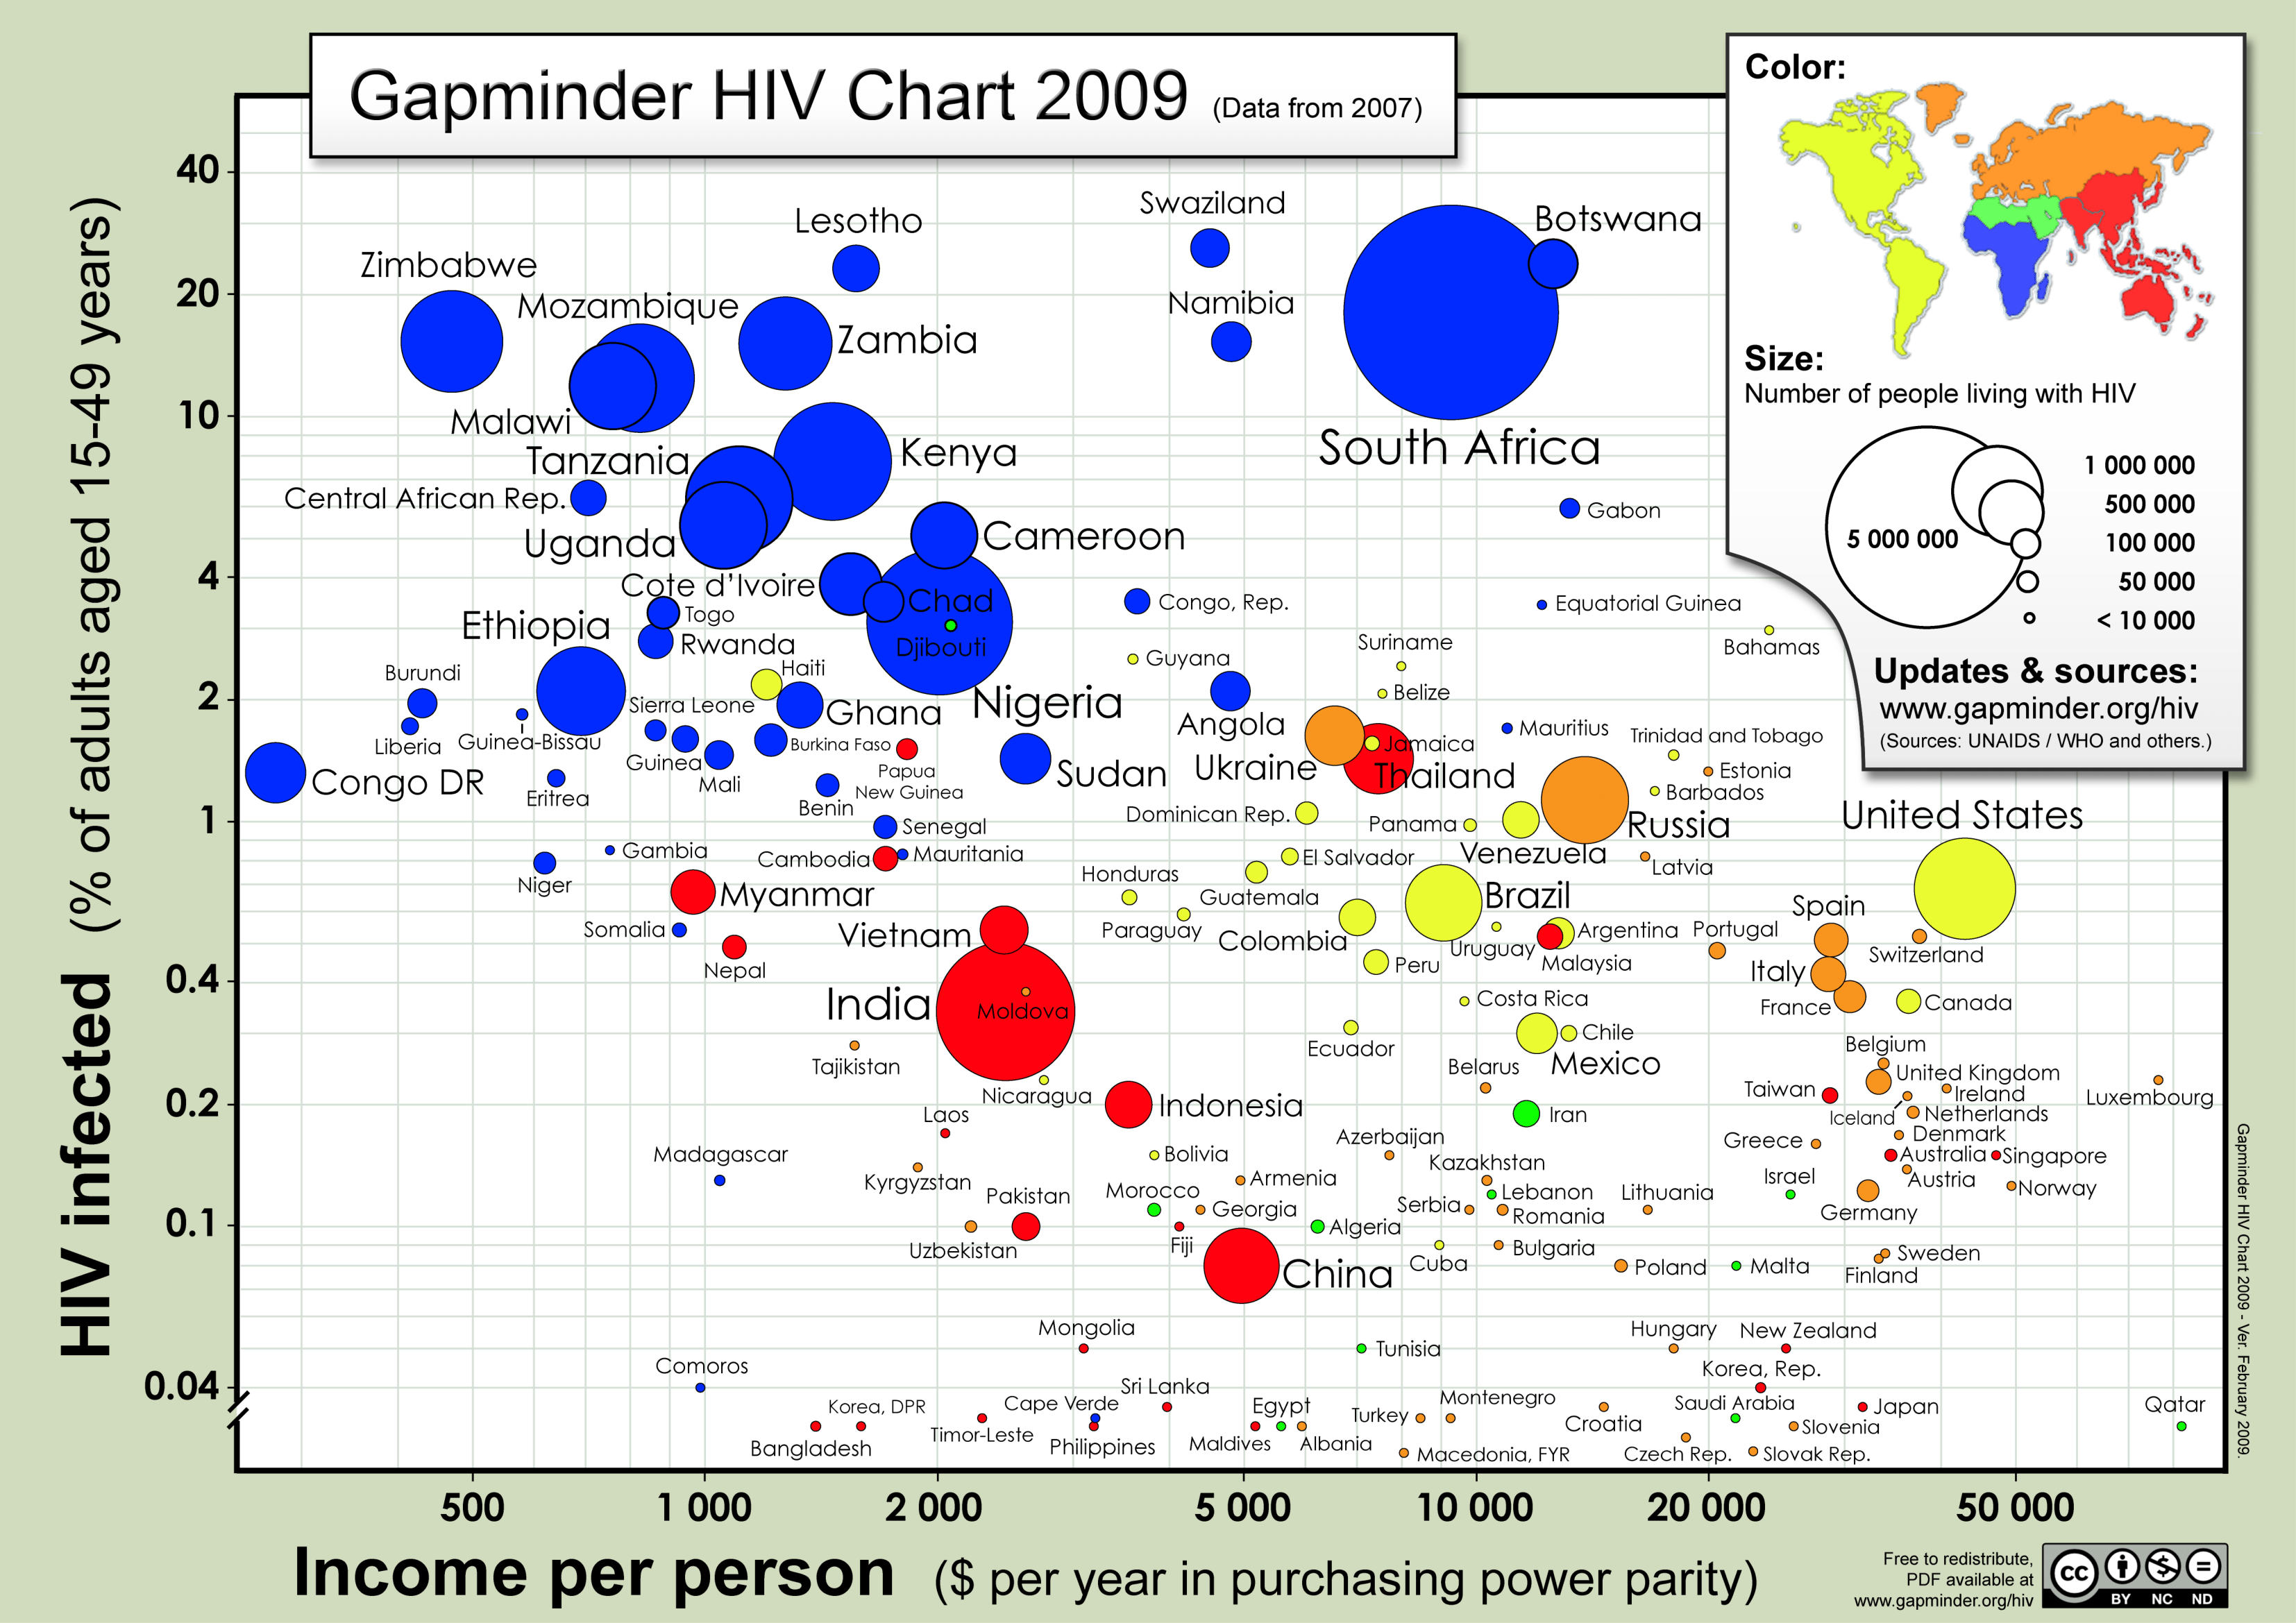 Gapminder HIV Chart 2009 (Data from 2007)
Color:
Size:
Number of people living with HIV
1 000 000
500 000
100 000
50 000
< 10 000
5 000 000
Updates & sources:
www.gapminder.org/hiv
(Sources: UNAIDS / WHO and others.)
HIV infected (% of adults aged 15-49 years)
40
20
10
4
2
1
0.4
0.2
0.1
0.04
Swaziland
Botswana
Lesotho
Zimbabwe
Mozambique
Namibia
Zambia
Malawi
South Africa
Tanzania
Kenya
Central African Rep.
Gabon
Uganda
Cameroon
Cote d’Ivoire
Chad
Congo, Rep.
Equatorial Guinea
Togo
Ethiopia
Rwanda
Djibouti
Suriname
Bahamas
Guyana
Haiti
Burundi
Belize
Sierra Leone
Nigeria
Ghana
Angola
Mauritius
Liberia
Guinea-Bissau
Burkina Faso
Jamaica
Trinidad and Tobago
Guinea
Papua
New Guinea
Sudan
Ukraine
Thailand
Estonia
Congo DR
Mali
Eritrea
Benin
Barbados
Dominican Rep.
United States
Senegal
Panama
Russia
Gambia
Cambodia
Mauritania
El Salvador
Venezuela
Latvia
Niger
Honduras
Myanmar
Guatemala
Brazil
Spain
Somalia
Vietnam
Paraguay
Colombia
Uruguay
Argentina
Portugal
Switzerland
Nepal
Peru
Malaysia
Italy
India
Moldova
Costa Rica
France
Canada
Ecuador
Chile
Tajikistan
Belarus
Mexico
Belgium
Nicaragua
Taiwan
United Kingdom
Ireland
Luxembourg
Indonesia
Iran
Iceland
Netherlands
Laos
Azerbaijan
Greece
Denmark
Madagascar
Bolivia
Kazakhstan
Australia
Singapore
Kyrgyzstan
Armenia
Israel
Austria
Norway
Pakistan
Morocco
Lebanon
Lithuania
Georgia
Serbia
Romania
Germany
Uzbekistan
Fiji
Algeria
Cuba
Bulgaria
Sweden
China
Poland
Malta
Finland
Mongolia
Tunisia
Hungary
New Zealand
Comoros
Korea, Rep.
Sri Lanka
Korea, DPR
Cape Verde
Egypt
Montenegro
Saudi Arabia
Japan
Qatar
Turkey
Croatia
Timor-Leste
Slovenia
Bangladesh
Philippines
Maldives
Albania
Macedonia, FYR
Czech Rep.
Slovak Rep.
500
1 000
2 000
5 000
10 000
20 000
50 000
Income per person ($ per year in purchasing power parity)
Gapminder HIV Chart 2009 - Ver. February 2009.
Free to redistribute,
PDF available at
www.gapminder.org/hiv
cc
BY NC ND